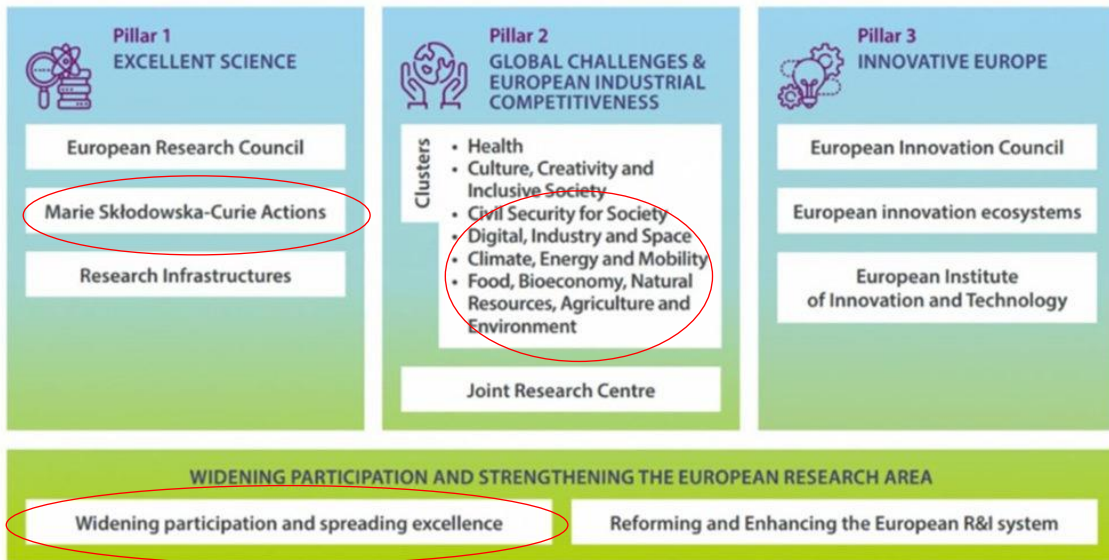 Pillar 1
EXCELLENT SCIENCE
European Research Council
Marie Skłodowska-Curie Actions
Research Infrastructures
Pillar 2
GLOBAL CHALLENGES &
EUROPEAN INDUSTRIAL
COMPETITIVENESS
Clusters
• Health
• Culture, Creativity and
Inclusive Society
• Civil Security for Society
• Digital, Industry and Space
• Climate, Energy and Mobility
• Food, Bioeconomy, Natural
Resources, Agriculture and
Environment
Joint Research Centre
Pillar 3
INNOVATIVE EUROPE
European Innovation Council
European innovation ecosystems
European Institute
of Innovation and Technology
WIDENING PARTICIPATION AND STRENGTHENING THE EUROPEAN RESEARCH AREA
Widening participation and spreading excellence
Reforming and Enhancing the European R&I system